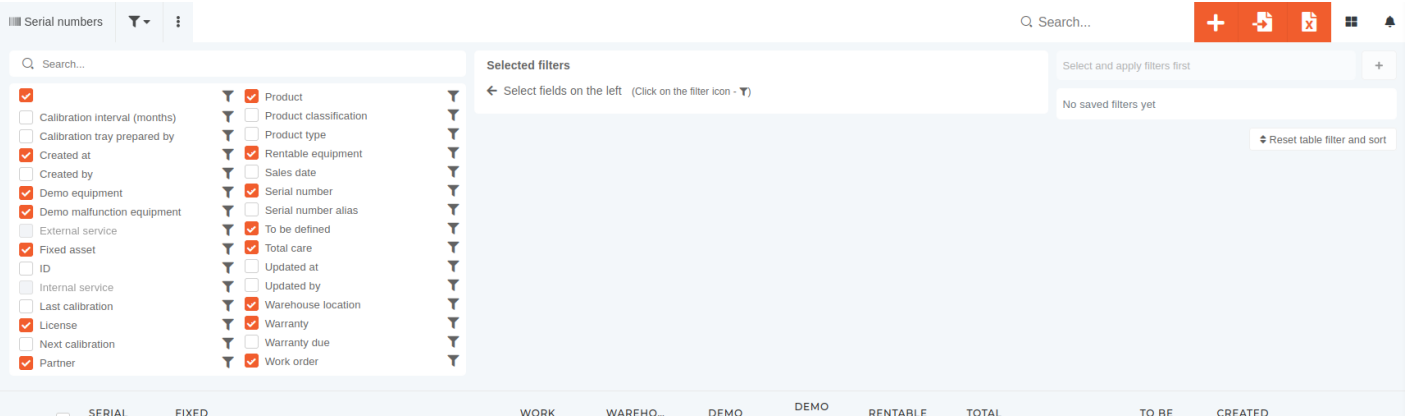 Serial numbers
Search...
Search...
Calibration interval (months)
Calibration tray prepared by
Created at
Created by
Demo equipment
Demo malfunction equipment
External service
Fixed asset
ID
Internal service
Last calibration
License
Next calibration
Partner
Product
Product classification
Product type
Rentable equipment
Sales date
Serial number
Serial number alias
To be defined
Total care
Updated at
Updated by
Warehouse location
Warranty
Warranty due
Work order
Selected filters
Select fields on the left (Click on the filter icon - )
Select and apply filters first
+
No saved filters yet
Reset table filter and sort
SERIAL
FIXED
WORK
WAREHO...
DEMO
DEMO
RENTABLE
TOTAL
TO BE
CREATED